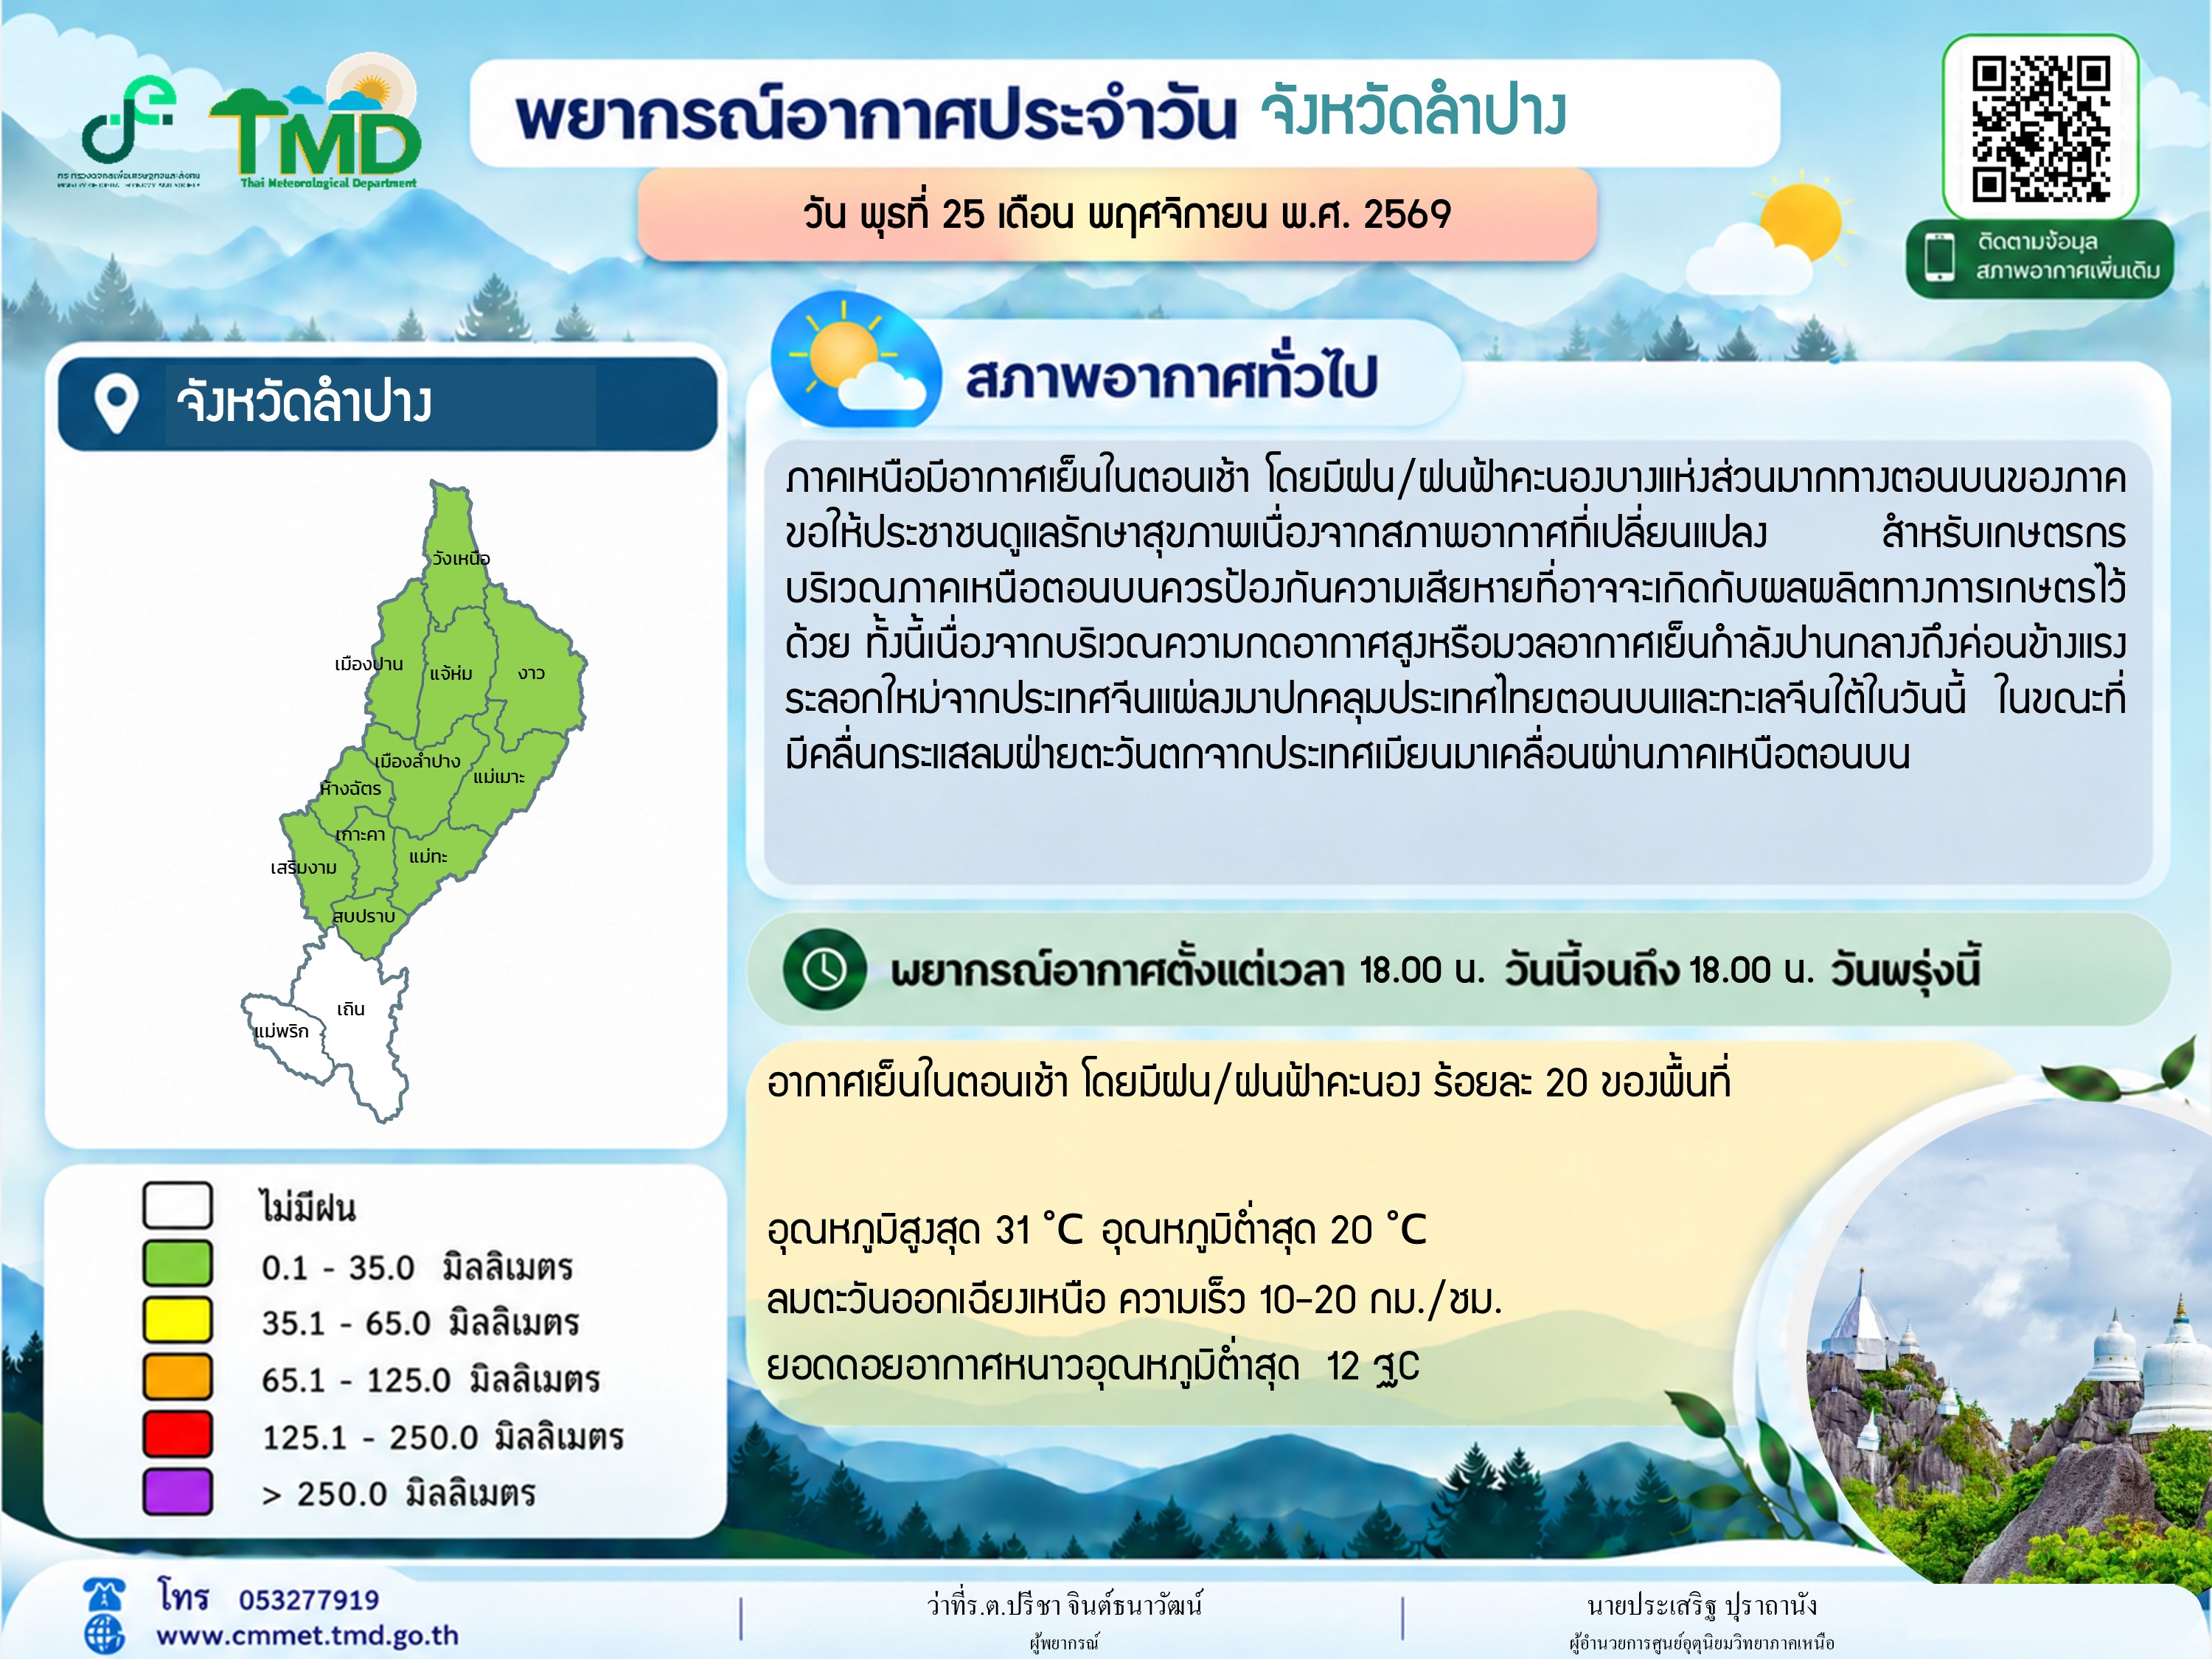 พยากรณ์อากาศประจำวัน จังหวัดลำปาง
TMD
Thai Meteorological Department
วัน พุธที่ 25 เดือน พฤศจิกายน พ.ศ. 2569
ติดตามข้อมูล
สภาพอากาศเพิ่มเติม
จังหวัดลำปาง
วังเหนือ
เมืองปาน
แจ้ห่ม
งาว
เมืองลำปาง
แม่เมาะ
ห้างฉัตร
เกาะคา
แม่ทะ
เสริมงาม
สบปราบ
เถิน
แม่พริก
ไม่มีฝน
0.1 - 35.0 มิลลิเมตร
35.1 - 65.0 มิลลิเมตร
65.1 - 125.0 มิลลิเมตร
125.1 - 250.0 มิลลิเมตร
> 250.0 มิลลิเมตร
สภาพอากาศทั่วไป
ภาคเหนือมีอากาศเย็นในตอนเช้า โดยมีฝน/ฝนฟ้าคะนองบางแห่งส่วนมากทางตอนบนของภาค
ขอให้ประชาชนดูแลรักษาสุขภาพเนื่องจากสภาพอากาศที่เปลี่ยนแปลง สำหรับเกษตรกร
บริเวณภาคเหนือตอนบนควรป้องกันความเสียหายที่อาจจะเกิดกับผลผลิตทางการเกษตรไว้
ด้วย ทั้งนี้เนื่องจากบริเวณความกดอากาศสูงหรือมวลอากาศเย็นกำลังปานกลางถึงค่อนข้างแรง
ระลอกใหม่จากประเทศจีนแผ่ลงมาปกคลุมประเทศไทยตอนบนและทะเลจีนใต้ในวันนี้ ในขณะที่
มีคลื่นกระแสลมฝ่ายตะวันตกจากประเทศเมียนมาเคลื่อนผ่านภาคเหนือตอนบน
พยากรณ์อากาศตั้งแต่เวลา 18.00 น. วันนี้จนถึง 18.00 น. วันพรุ่งนี้
อากาศเย็นในตอนเช้า โดยมีฝน/ฝนฟ้าคะนอง ร้อยละ 20 ของพื้นที่
อุณหภูมิสูงสุด 31 °C อุณหภูมิต่ำสุด 20 °C
ลมตะวันออกเฉียงเหนือ ความเร็ว 10-20 กม./ชม.
ยอดดอยอากาศหนาวอุณหภูมิต่ำสุด 12 ฐC
โทร 053277919
www.cmmet.tmd.go.th
ว่าที่ร.ต.ปรีชา จินต์ธนาวัฒน์
ผู้พยากรณ์
นายประเสริฐ ปุราถานัง
ผู้อำนวยการศูนย์อุตุนิยมวิทยาภาคเหนือ